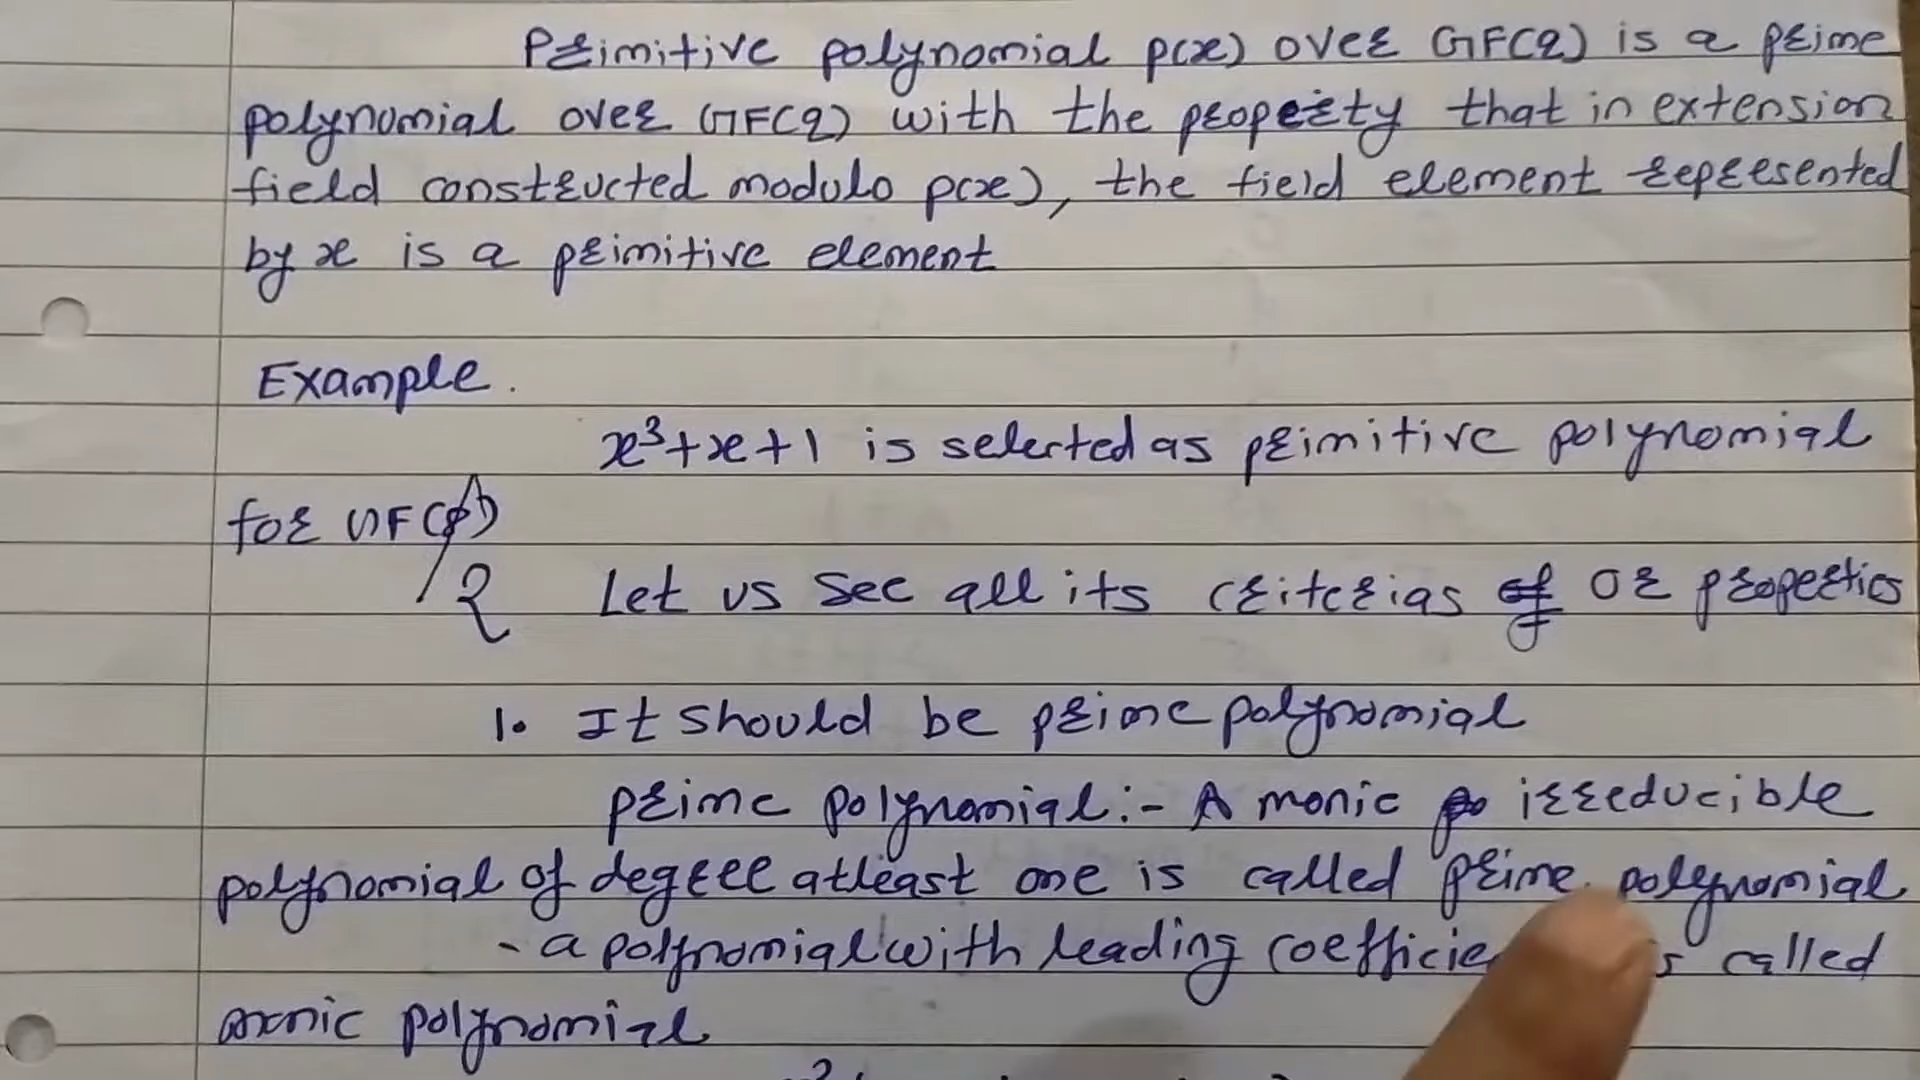 Primitive polynomial p(x) over GF(q) is a prime
polynomial over GF(q) with the property that in extension
field constructed modulo p(x), the field element represented
by x is a primitive element
Example.
x³+x+1 is selected as primitive polynomial
for GF( )
2 Let us see all its criterias of or properties
1. It should be prime polynomial
prime polynomial:- A monic irreducible
polynomial of degree atleast one is called prime polynomial
- a polynomial with leading called
monic polynomial